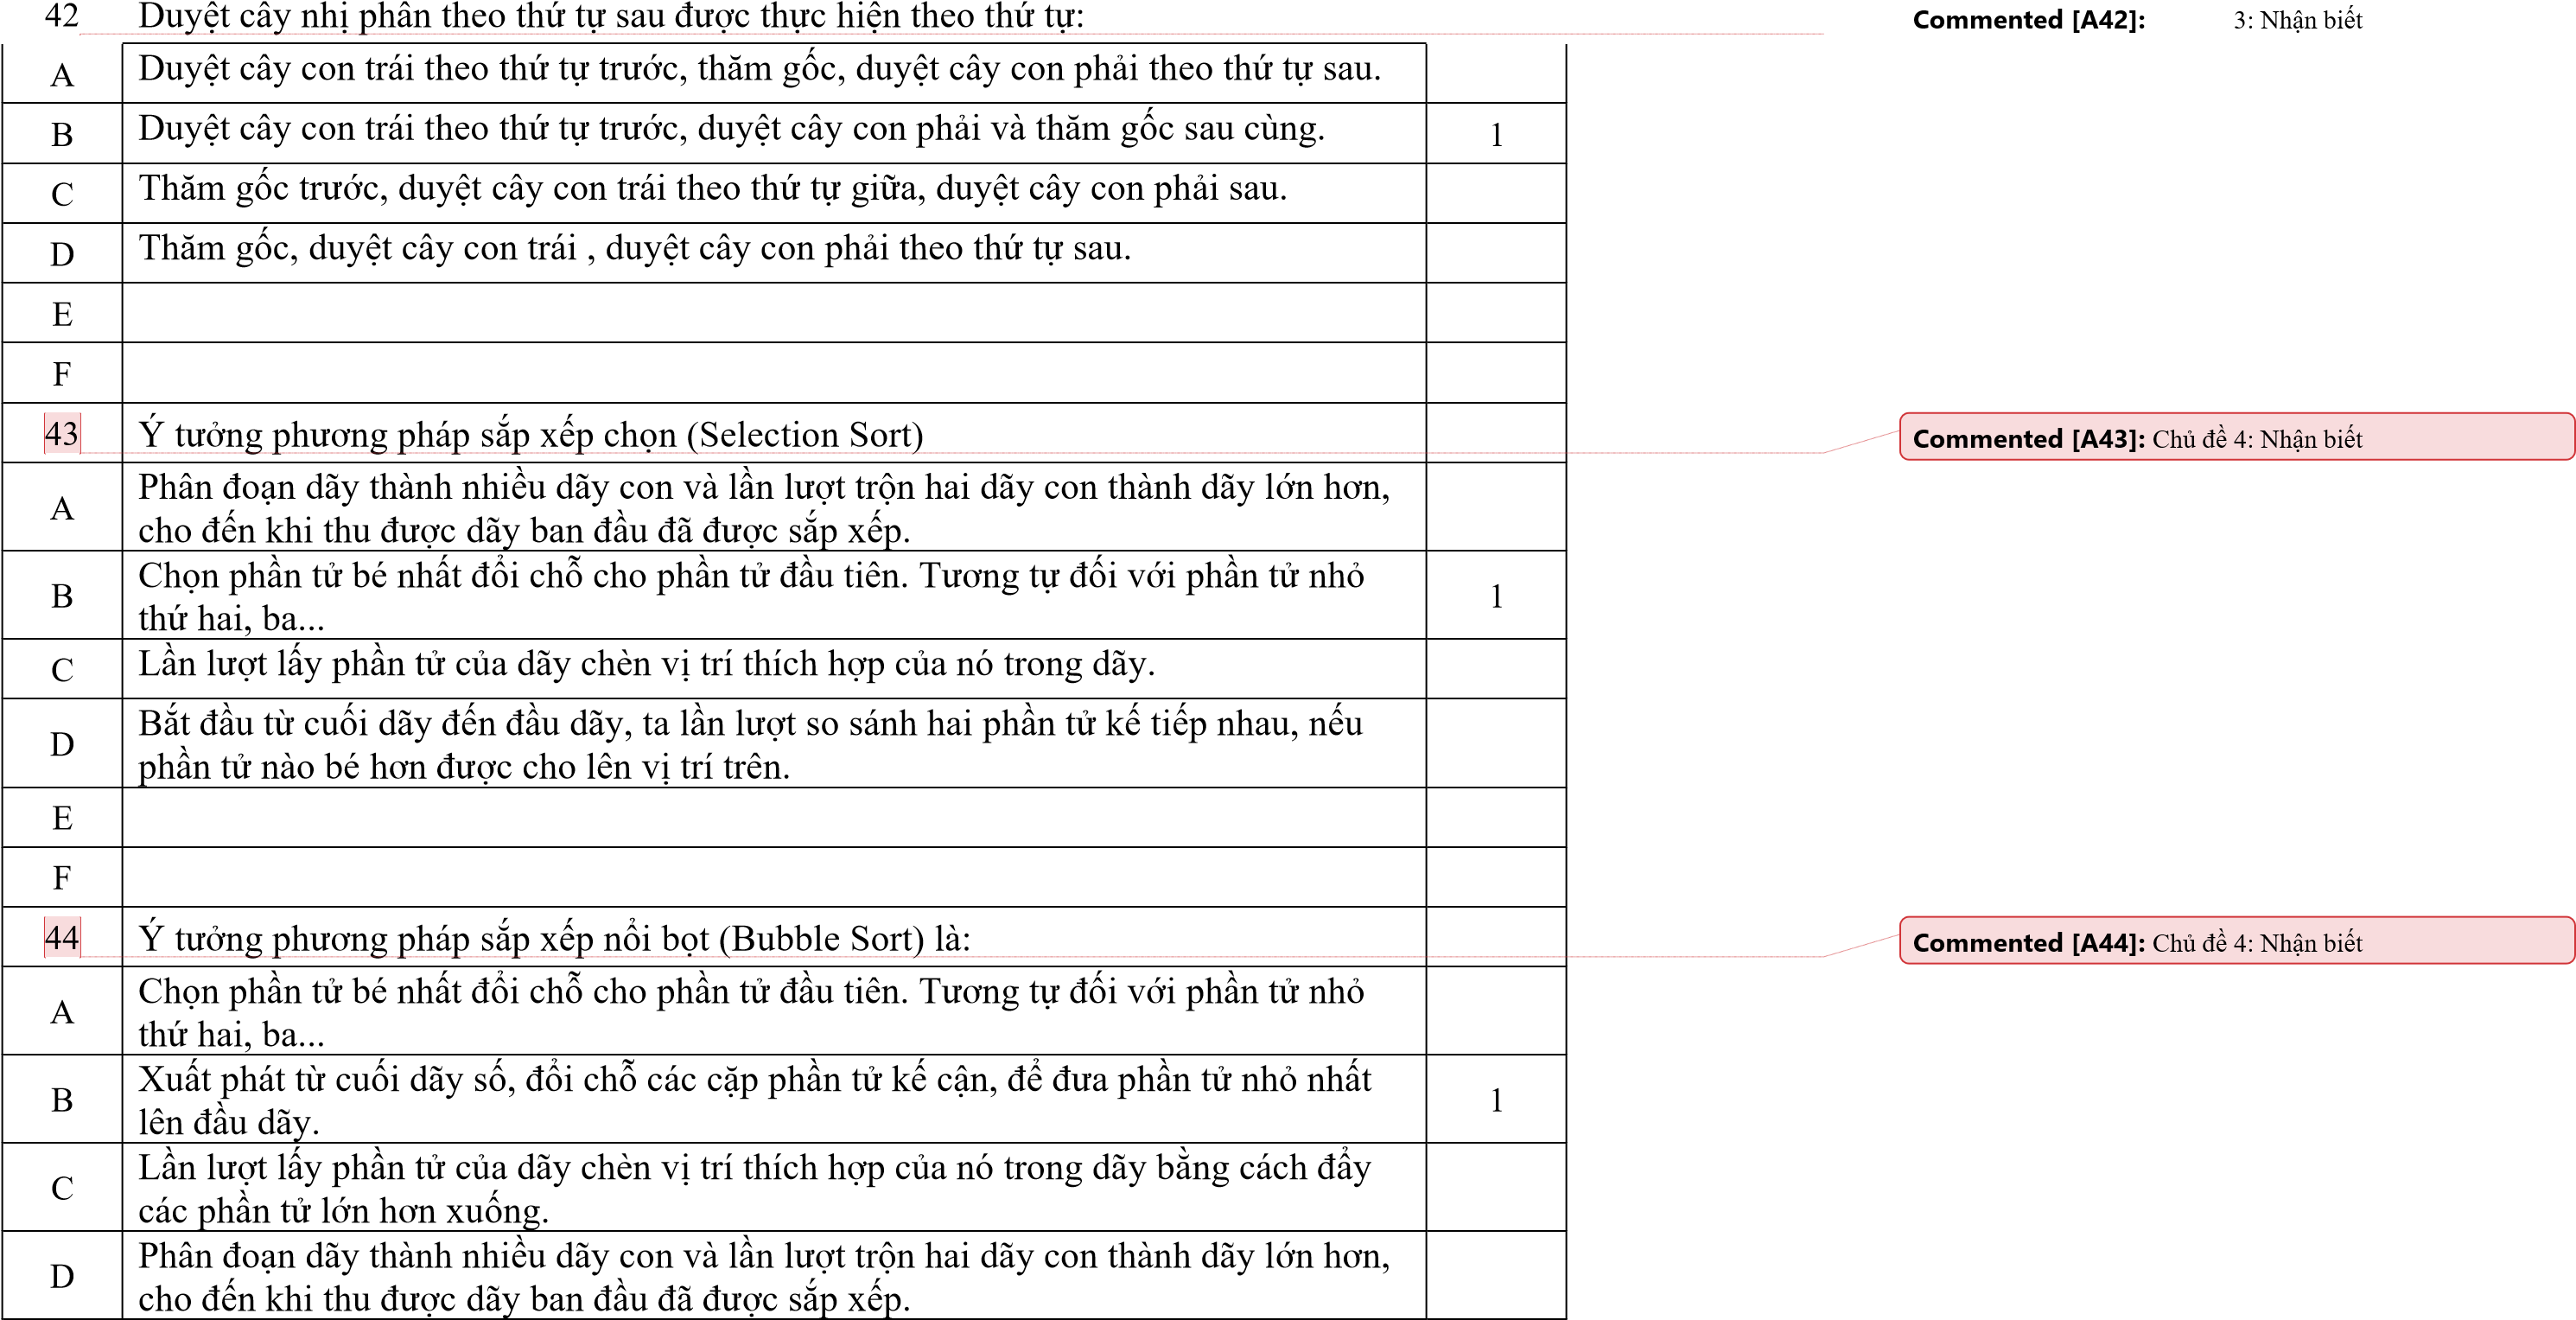 42 Duyệt cây nhị phân theo thứ tự sau được thực hiện theo thứ tự:
Commented [A42]: 3: Nhận biết
A Duyệt cây con trái theo thứ tự trước, thăm gốc, duyệt cây con phải theo thứ tự sau.
B Duyệt cây con trái theo thứ tự trước, duyệt cây con phải và thăm gốc sau cùng. 1
C Thăm gốc trước, duyệt cây con trái theo thứ tự giữa, duyệt cây con phải sau.
D Thăm gốc, duyệt cây con trái , duyệt cây con phải theo thứ tự sau.
E
F
43 Ý tưởng phương pháp sắp xếp chọn (Selection Sort)
Commented [A43]: Chủ đề 4: Nhận biết
A Phân đoạn dãy thành nhiều dãy con và lần lượt trộn hai dãy con thành dãy lớn hơn,
cho đến khi thu được dãy ban đầu đã được sắp xếp.
B Chọn phần tử bé nhất đổi chỗ cho phần tử đầu tiên. Tương tự đối với phần tử nhỏ
thứ hai, ba... 1
C Lần lượt lấy phần tử của dãy chèn vị trí thích hợp của nó trong dãy.
D Bắt đầu từ cuối dãy đến đầu dãy, ta lần lượt so sánh hai phần tử kế tiếp nhau, nếu
phần tử nào bé hơn được cho lên vị trí trên.
E
F
44 Ý tưởng phương pháp sắp xếp nổi bọt (Bubble Sort) là:
Commented [A44]: Chủ đề 4: Nhận biết
A Chọn phần tử bé nhất đổi chỗ cho phần tử đầu tiên. Tương tự đối với phần tử nhỏ
thứ hai, ba...
B Xuất phát từ cuối dãy số, đổi chỗ các cặp phần tử kế cận, để đưa phần tử nhỏ nhất
lên đầu dãy. 1
C Lần lượt lấy phần tử của dãy chèn vị trí thích hợp của nó trong dãy bằng cách đẩy
các phần tử lớn hơn xuống.
D Phân đoạn dãy thành nhiều dãy con và lần lượt trộn hai dãy con thành dãy lớn hơn,
cho đến khi thu được dãy ban đầu đã được sắp xếp.